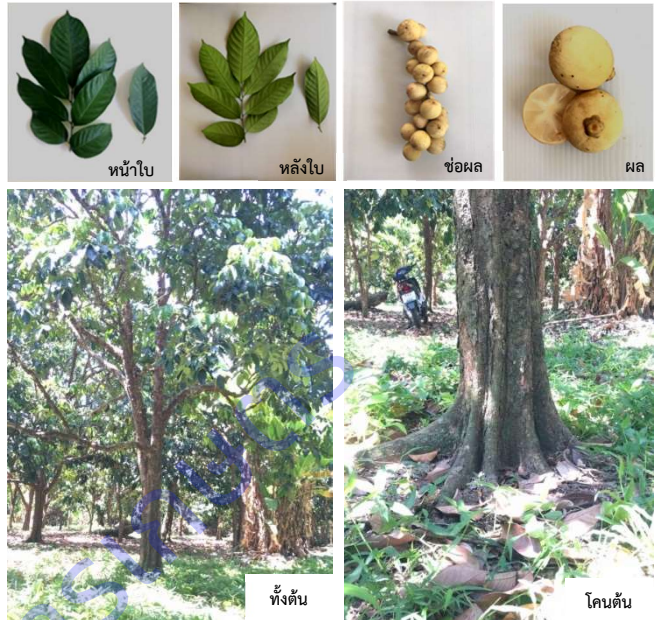 หน้าใบ
หลังใบ
ช่อผล
ผล
ทั้งต้น
โคนต้น